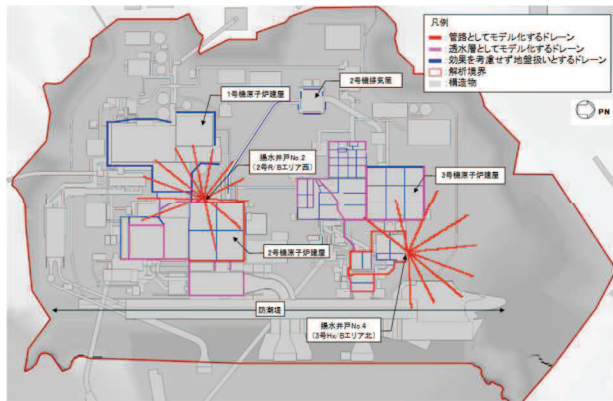 凡例
管路としてモデル化するドレーン
透水層としてモデル化するドレーン
効果を考慮せず地盤扱いとするドレーン
解析境界
構造物
PN
2号機排気筒
1号機原子炉建屋
揚水井戸No.2
(2号R/Bエリア西)
3号機原子炉建屋
2号機原子炉建屋
防潮堤
揚水井戸No.4
(3号Hx/Bエリア北)